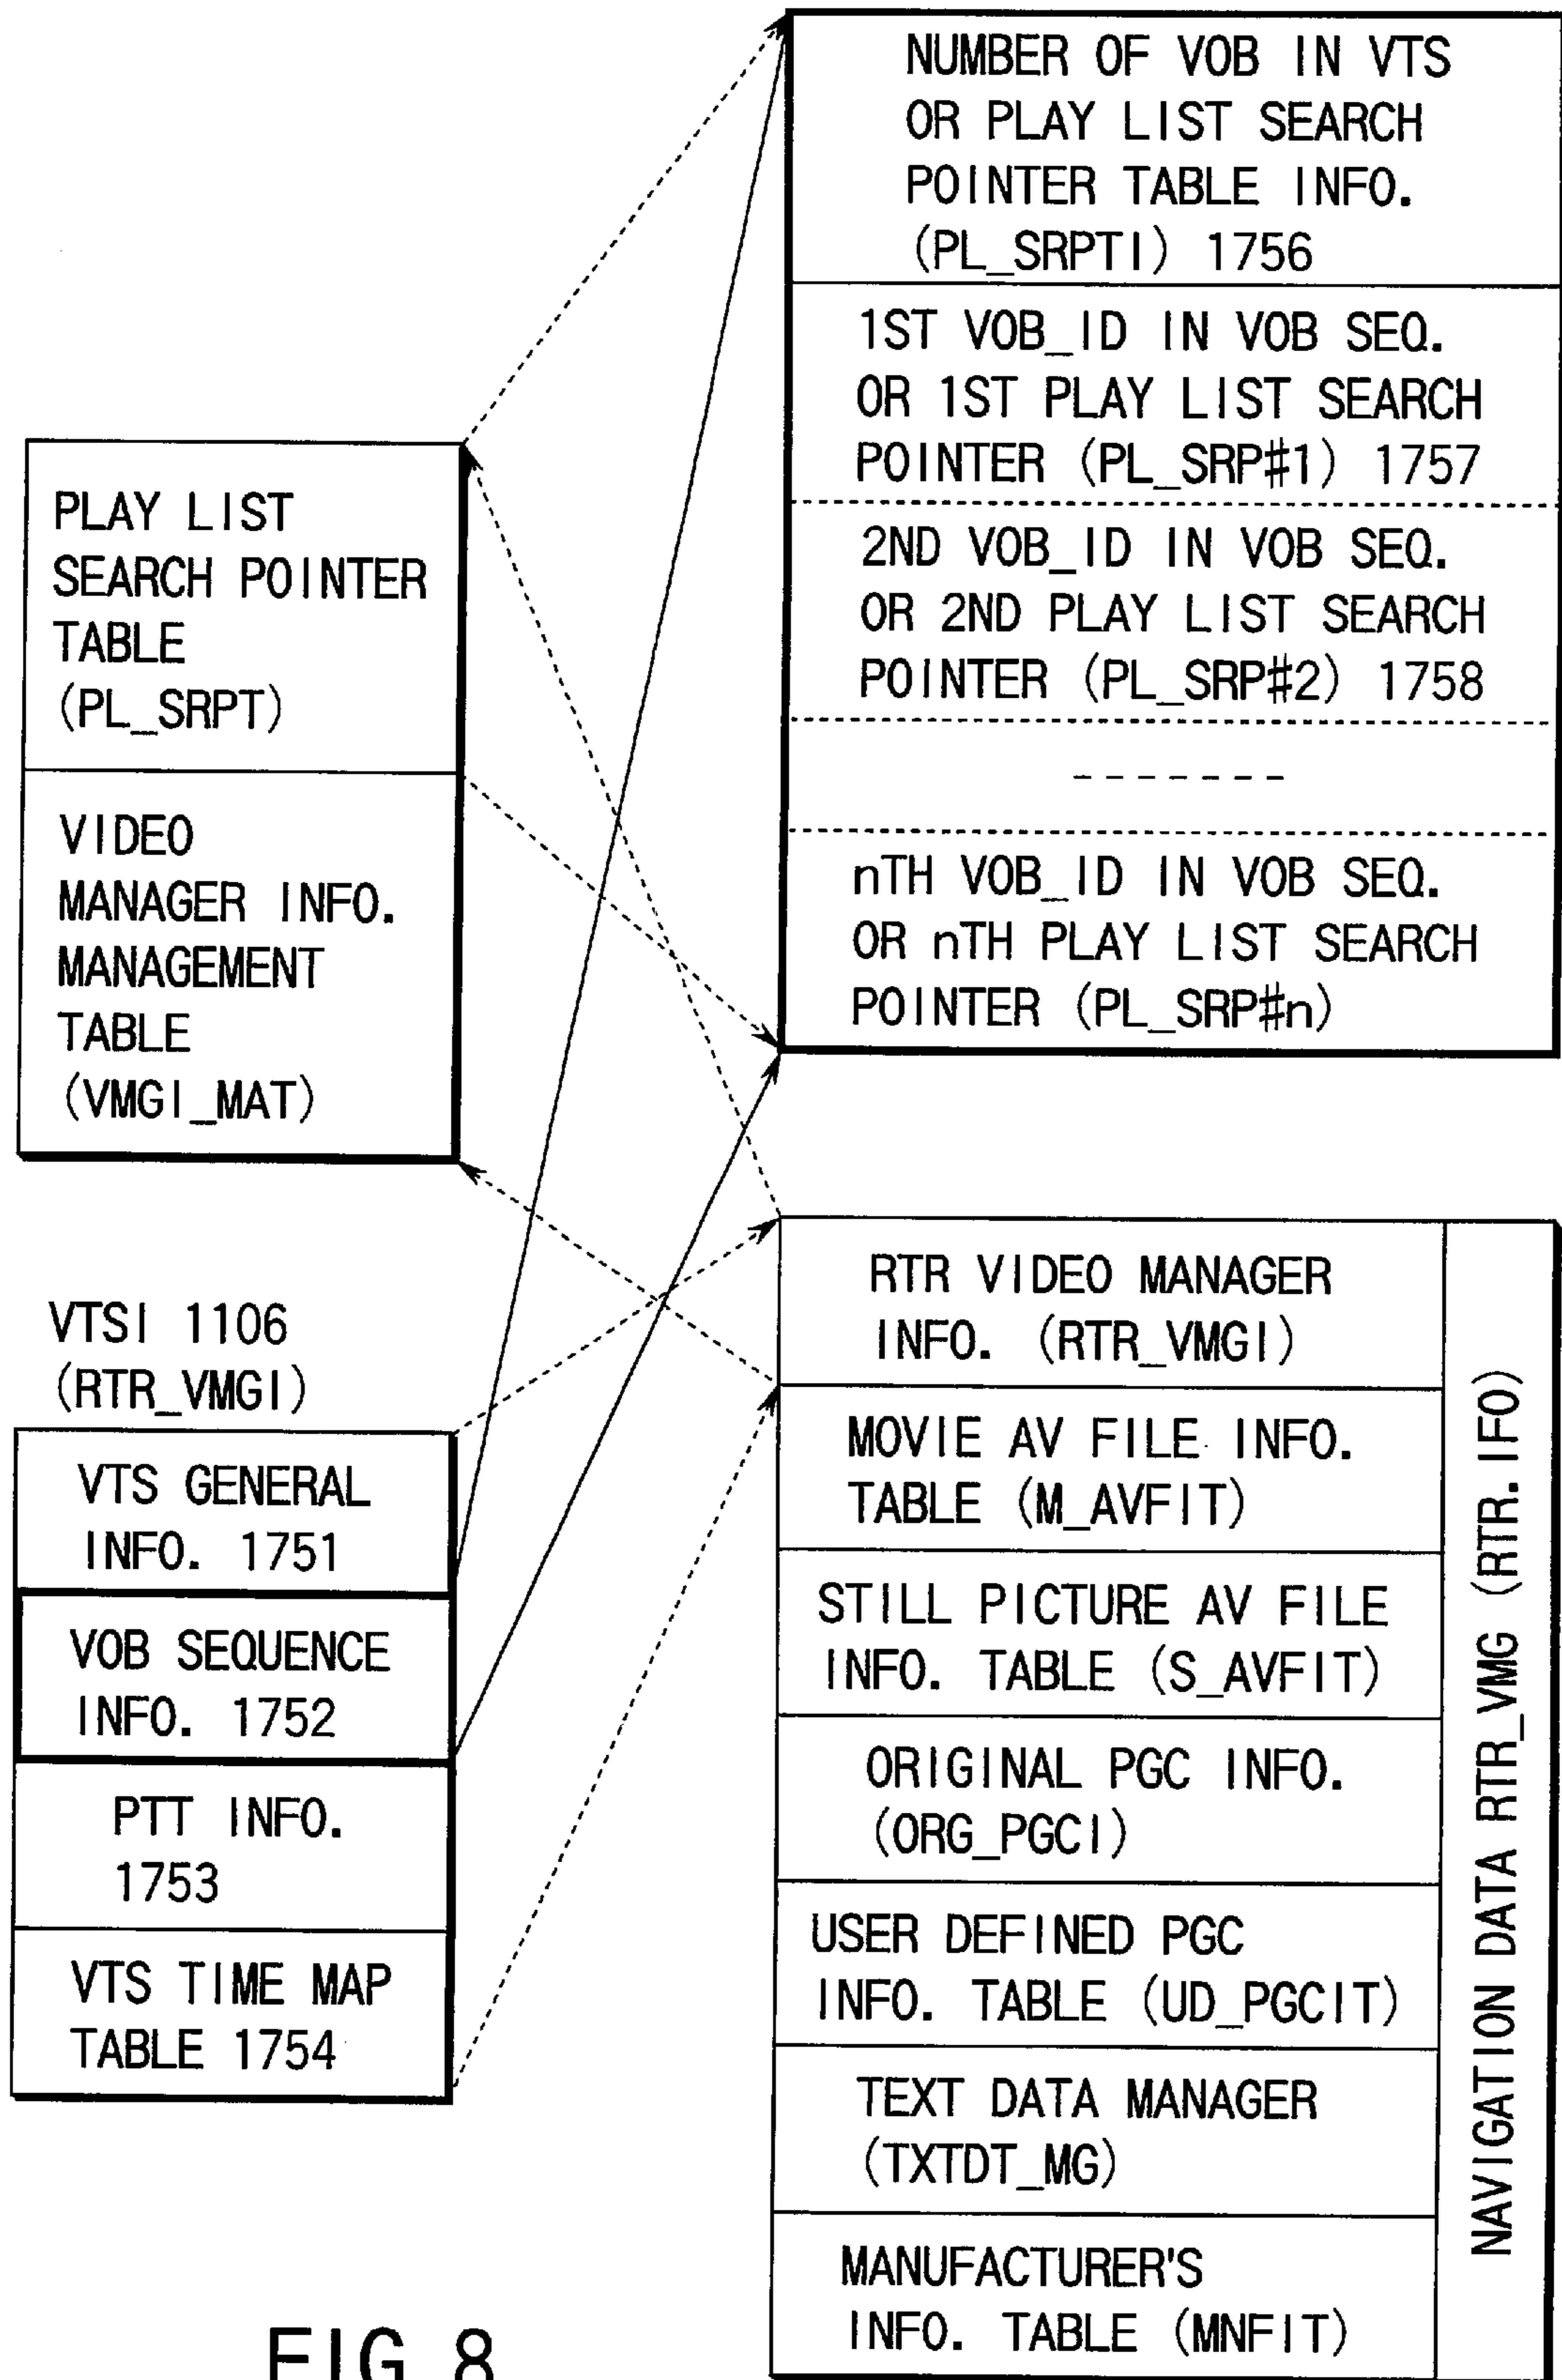 NUMBER OF VOB IN VTS
OR PLAY LIST SEARCH
POINTER TABLE INFO.
(PL_SRPTI) 1756
1ST VOB_ID IN VOB SEQ.
OR 1ST PLAY LIST SEARCH
POINTER (PL_SRP#1) 1757
2ND VOB_ID IN VOB SEQ.
OR 2ND PLAY LIST SEARCH
POINTER (PL_SRP#2) 1758
-------
nTH VOB_ID IN VOB SEQ.
OR nTH PLAY LIST SEARCH
POINTER (PL_SRP#n)
PLAY LIST
SEARCH POINTER
TABLE
(PL_SRPT)
VIDEO
MANAGER INFO.
MANAGEMENT
TABLE
(VMGI_MAT)
VTSI 1106
(RTR_VMGI)
VTS GENERAL
INFO. 1751
VOB SEQUENCE
INFO. 1752
PTT INFO.
1753
VTS TIME MAP
TABLE 1754
RTR VIDEO MANAGER
INFO. (RTR_VMGI)
MOVIE AV FILE INFO.
TABLE (M_AVFIT)
STILL PICTURE AV FILE
INFO. TABLE (S_AVFIT)
ORIGINAL PGC INFO.
(ORG_PGCI)
USER DEFINED PGC
INFO. TABLE (UD_PGCIT)
TEXT DATA MANAGER
(TXTDT_MG)
MANUFACTURER'S
INFO. TABLE (MNFIT)
NAVIGATION DATA RTR_VMG (RTR.IFO)
FIG. 8